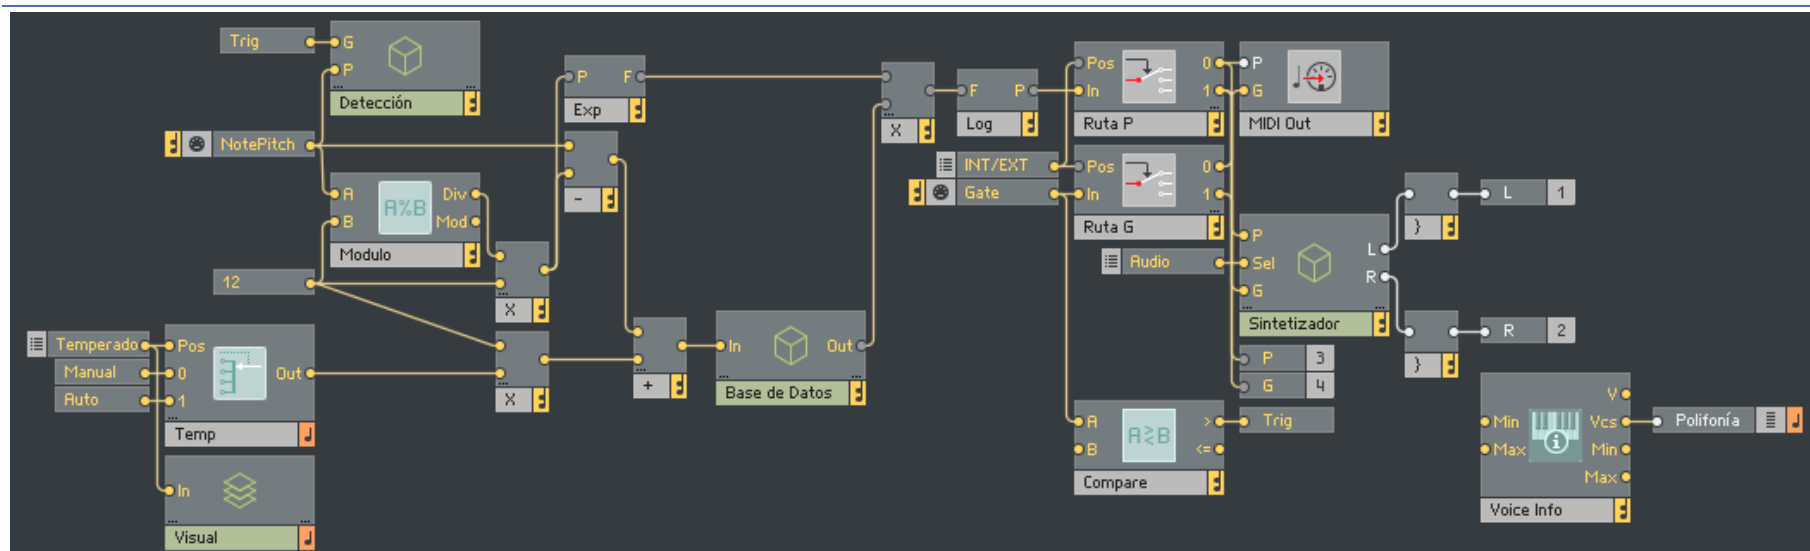 Trig
G
P
Detección
NotePitch
A
B
A%B
Div
Mod
Modulo
12
Temperado
Manual
Auto
Pos
0
1
Out
Temp
In
Visual
P
F
Exp
-
X
X
+
In
Out
Base de Datos
X
F
P
Log
Pos
In
0
1
Ruta P
P
G
MIDI Out
INT/EXT
Gate
Pos
In
0
1
Ruta G
Audio
P
Sel
G
L
R
Sintetizador
}
L
1
}
R
2
P
3
G
4
A
B
A≷B
>
<=
Compare
Trig
Min
Max
V
Vcs
Min
Max
Voice Info
Polifonía